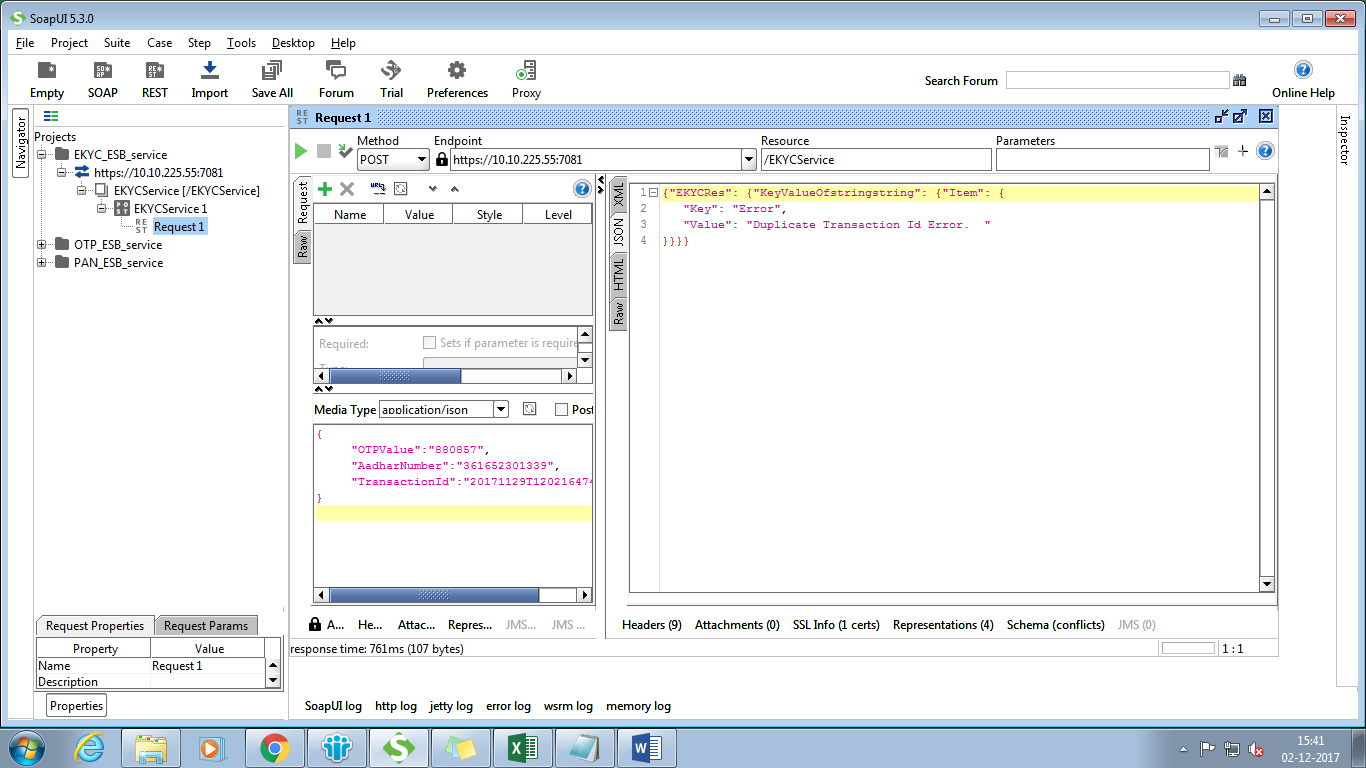 SoapUI 5.3.0
File Project Suite Case Step Tools Desktop Help
Empty SOAP REST Import Save All Forum Trial Preferences Proxy
Search Forum
Online Help
Navigator
Projects
EKYC_ESB_service
https://10.10.225.55:7081
EKYCService [/EKYCService]
EKYCService 1
Request 1
OTP_ESB_service
PAN_ESB_service
Request Properties Request Params
Property Value
Name Request 1
Description
Properties
Request 1
Method Endpoint Resource Parameters
POST https://10.10.225.55:7081 /EKYCService
Request
Raw
Name Value Style Level
Required: Sets if parameter is require
Media Type application/json Post
{
"OTPValue":"880857",
"AadharNumber":"361652301339",
"TransactionId":"20171129T120216474
}
A... He... Attac... Repres... JMS... JMS ...
XML
JSON
HTML
Raw
1 {"EKYCRes": {"KeyValueOfstringstring": {"Item": {
2 "Key": "Error",
3 "Value": "Duplicate Transaction Id Error.  "
4 }}}}
Headers (9) Attachments (0) SSL Info (1 certs) Representations (4) Schema (conflicts) JMS (0)
response time: 761ms (107 bytes)
1 : 1
Inspector
SoapUI log http log jetty log error log wsrm log memory log
15:41
02-12-2017